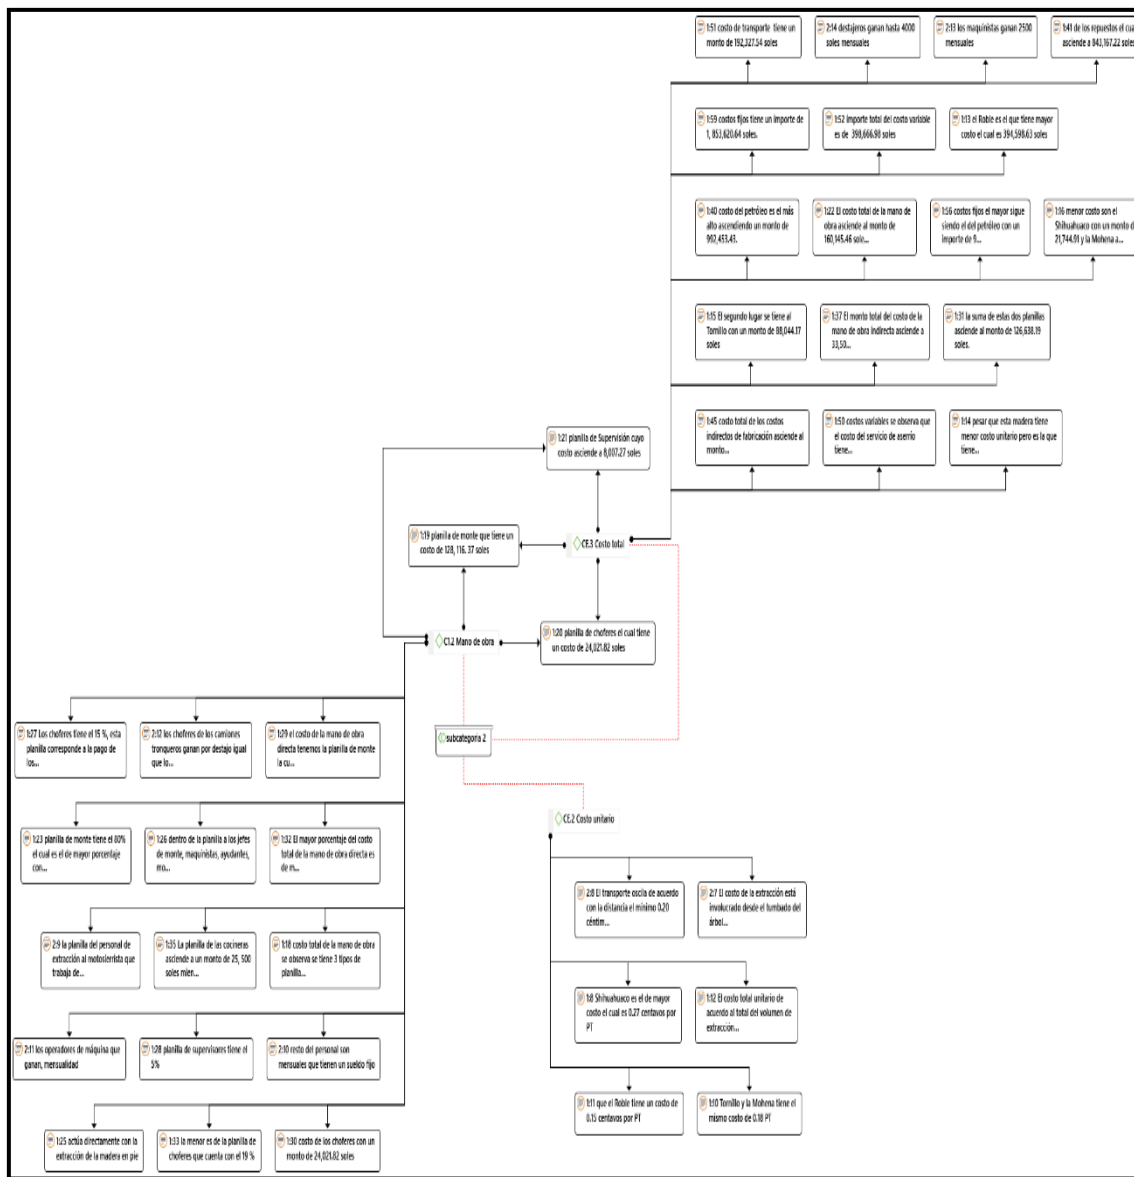 1:51 costo de transporte tiene un
monto de 192,327.54 soles
2:14 destajeros ganan hasta 4000
soles mensuales
2:13 los maquinistas ganan 2500
mensuales
1:41 de los repuestos el cua
asciende a 843,167.22 soles
1:59 costos fijos tiene un importe de
1, 853,620.64 soles.
1:52 importe total del costo variable
es de 398,666.98 soles
1:13 el Roble es el que tiene mayor
costo el cual es 394,598.63 soles
1:40 costo del petróleo es el más
alto ascendiendo un monto de
992,453.43.
1:22 El costo total de la mano de
obra asciende al monto de
160,145.46 sole...
1:56 costos fijos el mayor sigue
siendo el del petróleo con un
importe de 9...
1:16 menor costo son el
Shihuahuaco con un monto d
21,744.91 y la Mohena a...
1:15 El segundo lugar se tiene al
Tornillo con un monto de 88,044.17
soles
1:37 El monto total del costo de la
mano de obra indirecta asciende a
33,50...
1:31 la suma de estas dos planillas
asciende al monto de 126,638.19
soles.
1:45 costo total de los costos
indirectos de fabricación asciende al
monto...
1:50 costos variables se observa que
el costo del servicio de aserrio
tiene...
1:14 pesar que esta madera tiene
menor costo unitario pero es la que
tiene...
1:21 planilla de Supervisión cuyo
costo asciende a 8,007.27 soles
1:19 planilla de monte que tiene un
costo de 128, 116. 37 soles
CE.3 Costo total
1:20 planilla de choferes el cual tiene
un costo de 24,021.82 soles
C1.2 Mano de obra
subcategoria 2
1:27 Los choferes tiene el 15 %, esta
planilla corresponde a la pago de
los...
2:12 los choferes de los camiones
tronqueros ganan por destajo igual
que lo...
1:29 el costo de la mano de obra
directa tenemos la planilla de monte
la cu...
1:23 planilla de monte tiene el 80%
el cual es el de mayor porcentaje
con...
1:26 dentro de la planilla a los jefes
de monte, maquinistas, ayudantes,
mo...
1:32 El mayor porcentaje del costo
total de la mano de obra directa es
de m...
2:9 la planilla del personal de
extracción al motosierrista que
trabaja de...
1:35 La planilla de las cocineras
asciende a un monto de 25, 500
soles mien...
1:18 costo total de la mano de obra
se observa se tiene 3 tipos de
planilla...
2:11 los operadores de máquina que
ganan, mensualidad
1:28 planilla de supervisores tiene el
5%
2:10 resto del personal son
mensuales que tienen un sueldo fijo
1:25 actúa directamente con la
extracción de la madera en pie
1:33 la menor es de la planilla de
choferes que cuenta con el 19 %
1:30 costo de los choferes con un
monto de 24,021.82 soles
CE.2 Costo unitario
2:8 El transporte oscila de acuerdo
con la distancia el mínimo 0.20
céntim...
2:7 El costo de la extracción está
involucrado desde el tumbado del
árbol...
1:8 Shihuahuaco es el de mayor
costo el cual es 0.27 centavos por
PT
1:12 El costo total unitario de
acuerdo al total del volumen de
extracción...
1:11 que el Roble tiene un costo de
0.15 centavos por PT
1:10 Tornillo y la Mohena tiene el
mismo costo de 0.18 PT